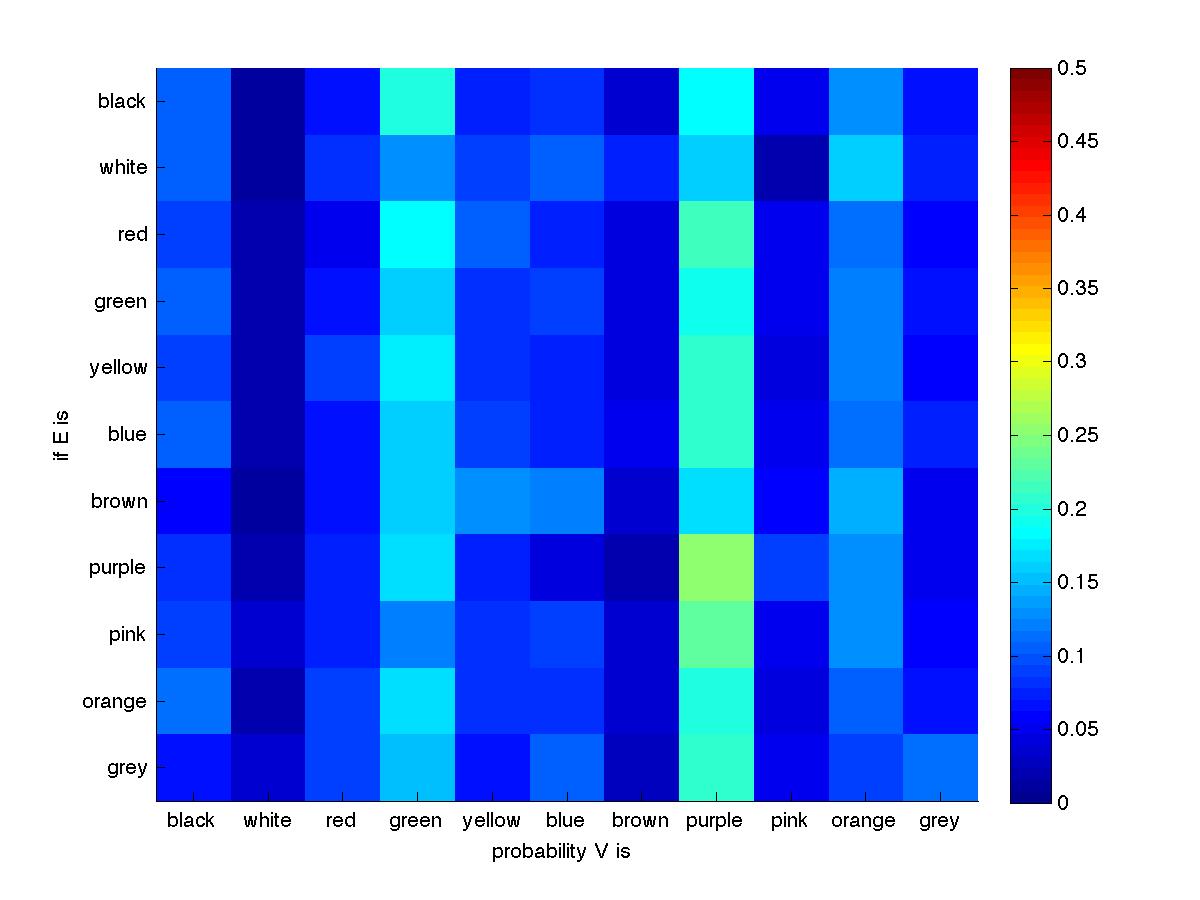 if E is
black
white
red
green
yellow
blue
brown
purple
pink
orange
grey
black white red green yellow blue brown purple pink orange grey
probability V is
0.5
0.45
0.4
0.35
0.3
0.25
0.2
0.15
0.1
0.05
0